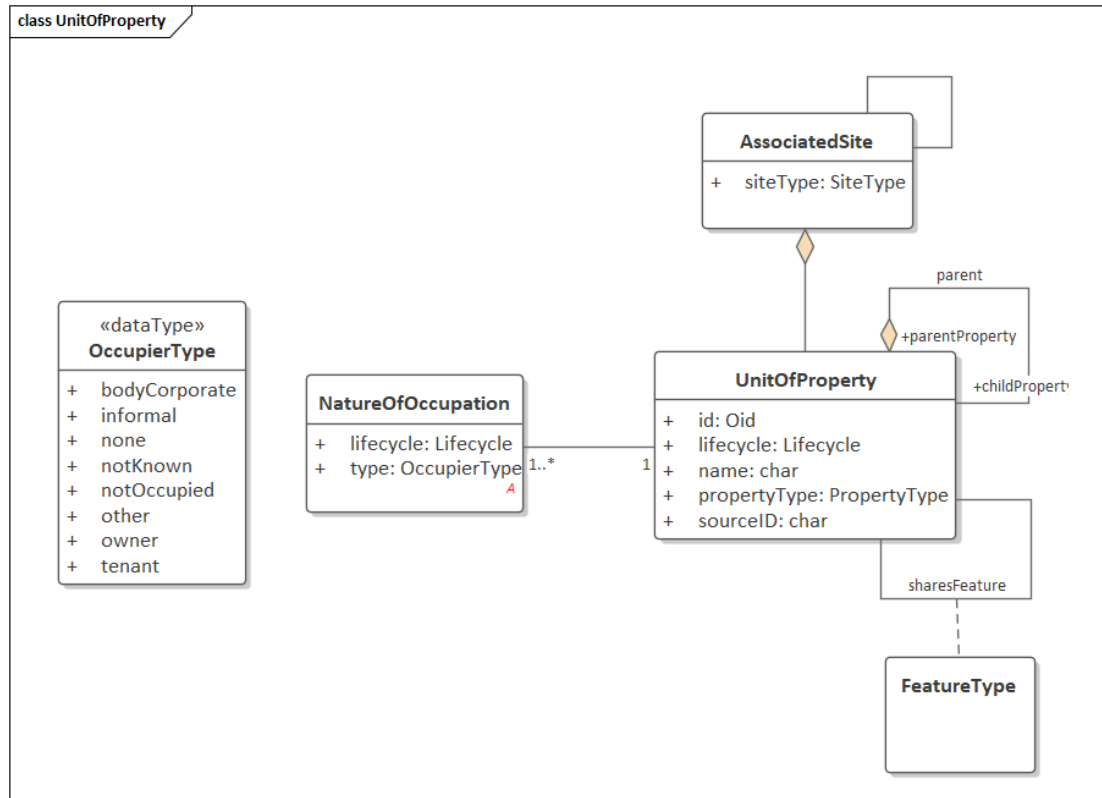 class UnitOfProperty
AssociatedSite
+ siteType: SiteType
parent
+parentProperty
+childProperty
«dataType»
OccupierType
+ bodyCorporate
+ informal
+ none
+ notKnown
+ notOccupied
+ other
+ owner
+ tenant
NatureOfOccupation
+ lifecycle: Lifecycle
+ type: OccupierType
A
1..*
1
UnitOfProperty
+ id: Oid
+ lifecycle: Lifecycle
+ name: char
+ propertyType: PropertyType
+ sourceID: char
sharesFeature
FeatureType